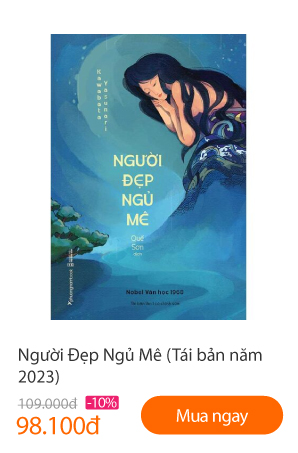 Kawabata
Yasunari
NGƯỜI
ĐẸP
NGỦ
MÊ
Quế
Sơn
dịch
Nobel Văn học 1968
Người Đẹp Ngủ Mê (Tái bản năm
2023)
109.000đ
-10%
98.100đ
Mua ngay